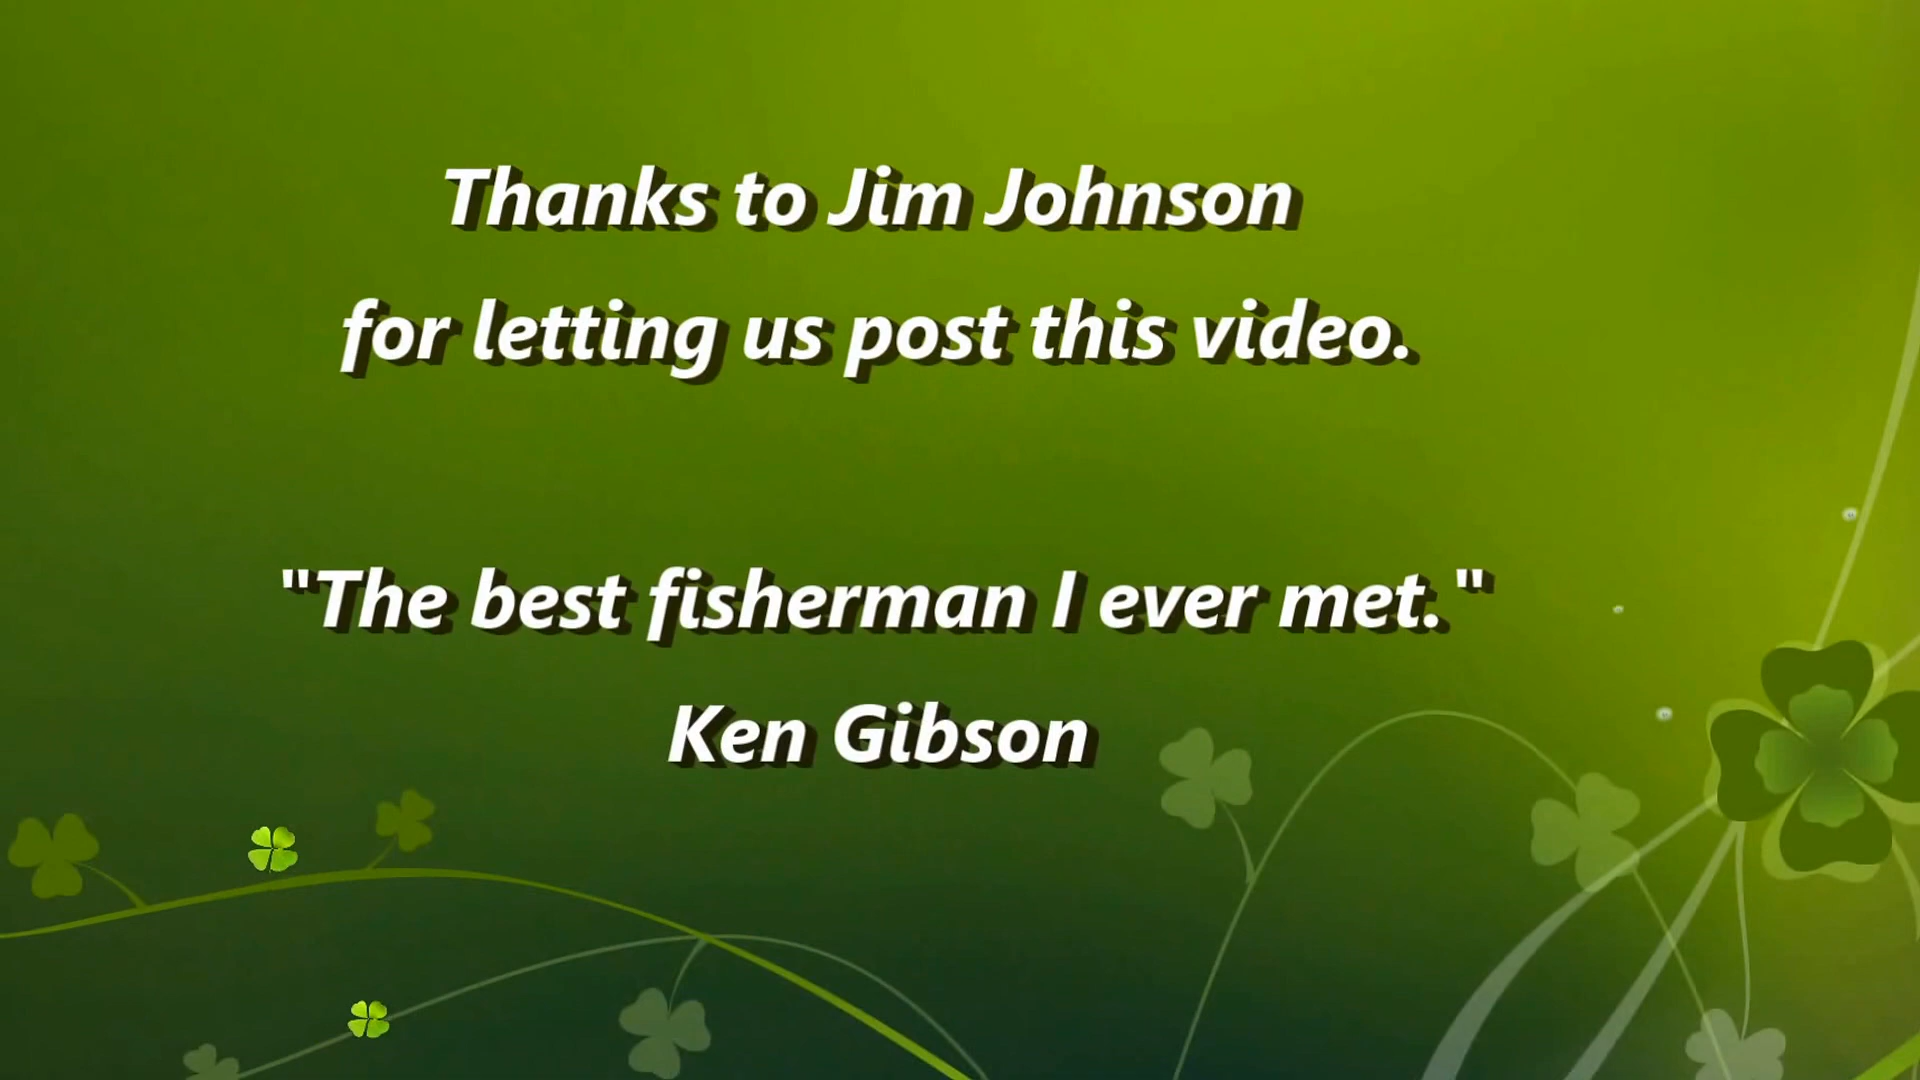 Thanks to Jim Johnson
for letting us post this video.
"The best fisherman I ever met."
Ken Gibson